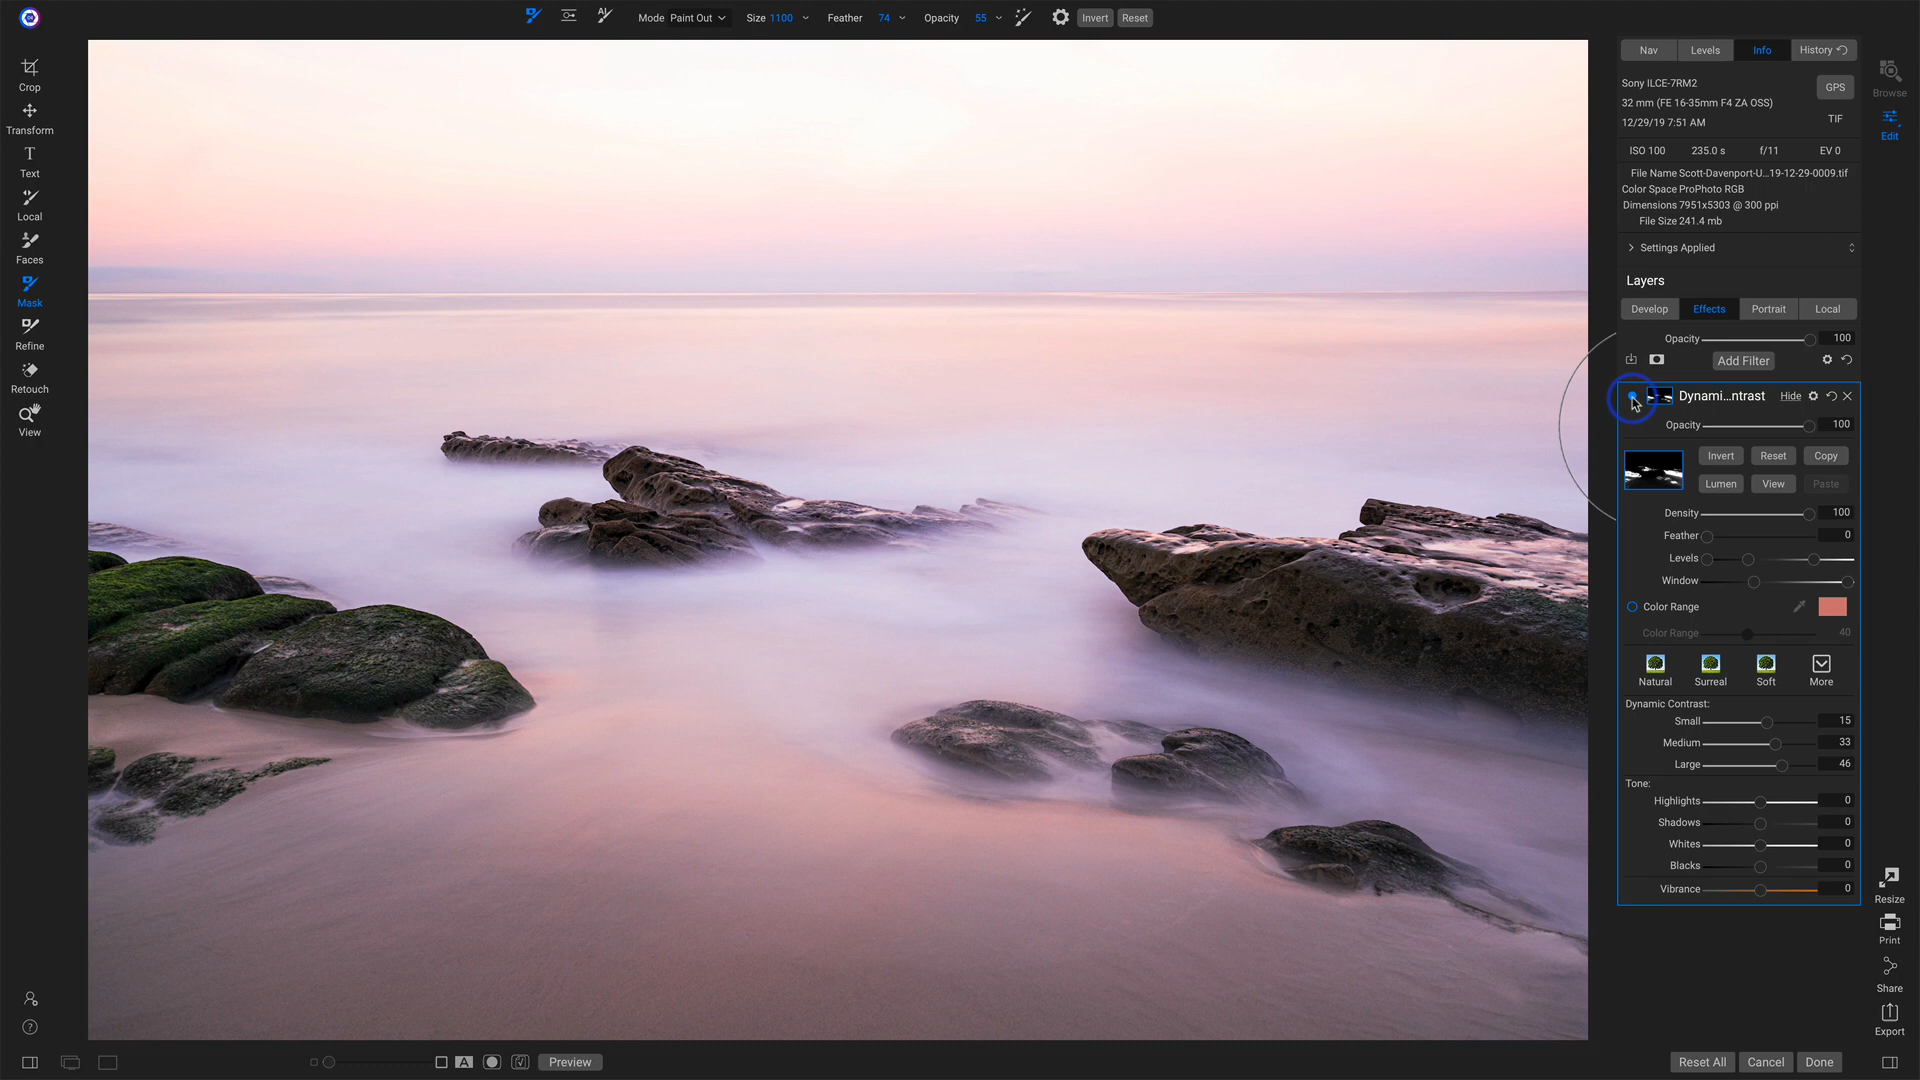 Mode Paint Out Size 1100 Feather 74 Opacity 55 Invert Reset
Crop
Transform
Text
Local
Faces
Mask
Refine
Retouch
View
Nav Levels Info History
Sony ILCE-7RM2
GPS
32 mm (FE 16-35mm F4 ZA OSS)
12/29/19 7:51 AM
TIF
ISO 100 235.0 s f/11 EV 0
File Name Scott-Davenport-U...19-12-29-0009.tif
Color Space ProPhoto RGB
Dimensions 7951x5303 @ 300 ppi
File Size 241.4 mb
Settings Applied
Layers
Develop Effects Portrait Local
Opacity 100
Add Filter
Dynami...ntrast Hide
Opacity 100
Invert Reset Copy
Lumen View Paste
Density 100
Feather 0
Levels
Window
Color Range
Color Range 40
Natural Surreal Soft More
Dynamic Contrast:
Small 15
Medium 33
Large 46
Tone:
Highlights 0
Shadows 0
Whites 0
Blacks 0
Vibrance 0
Browse
Edit
Resize
Print
Share
Export
A Preview
Reset All Cancel Done